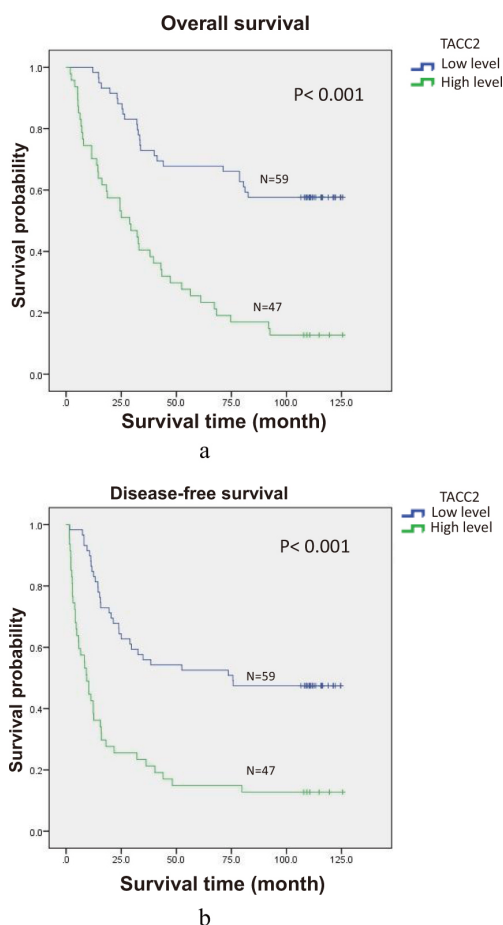 Overall survival
TACC2
Low level
High level
P< 0.001
N=59
N=47
Survival probability
1.0
0.8
0.6
0.4
0.2
0.0
.0 25.0 50.0 75.0 100.0 125.0
Survival time (month)
a
Disease-free survival
TACC2
Low level
High level
P< 0.001
N=59
N=47
Survival probability
1.0
0.8
0.6
0.4
0.2
0.0
.0 25.0 50.0 75.0 100.0 125.0
Survival time (month)
b